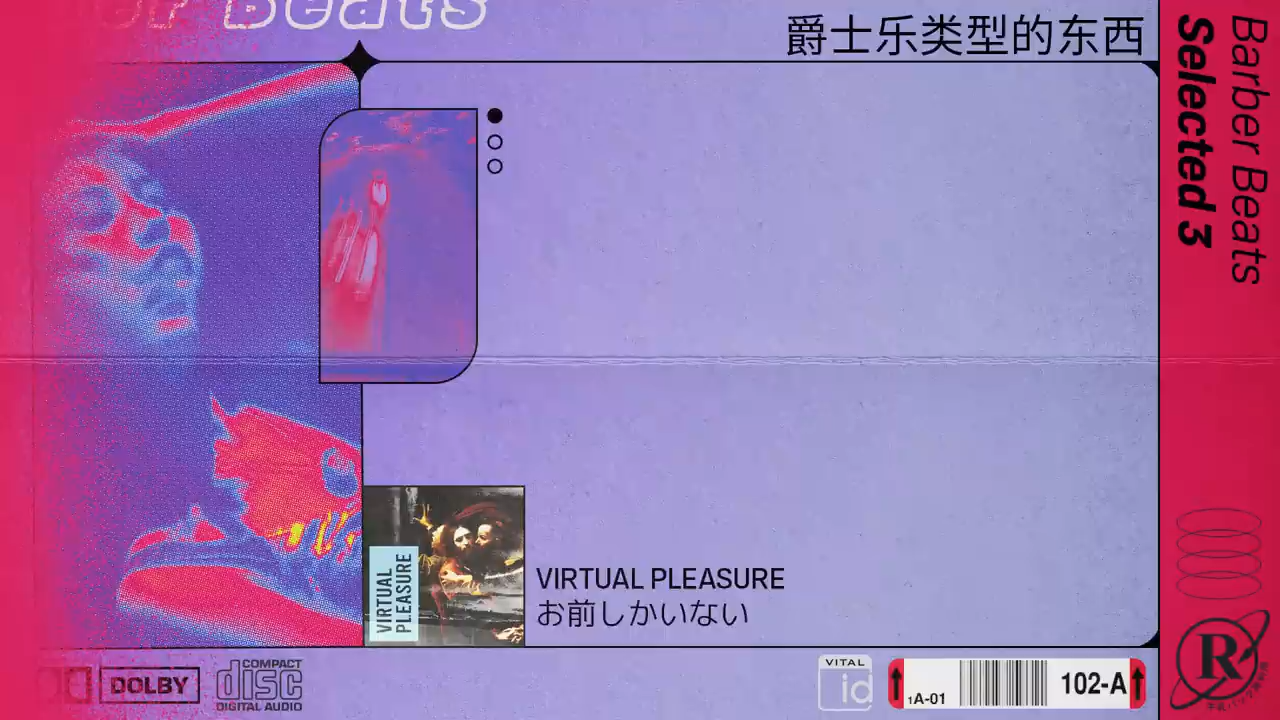 er Beats
爵士乐类型的东西
Barber Beats
Selected 3
VIRTUAL
PLEASURE
VIRTUAL PLEASURE
お前しかいない
DOLBY
COMPACT
disc
DIGITAL AUDIO
VITAL
id
1A-01
102-A
R